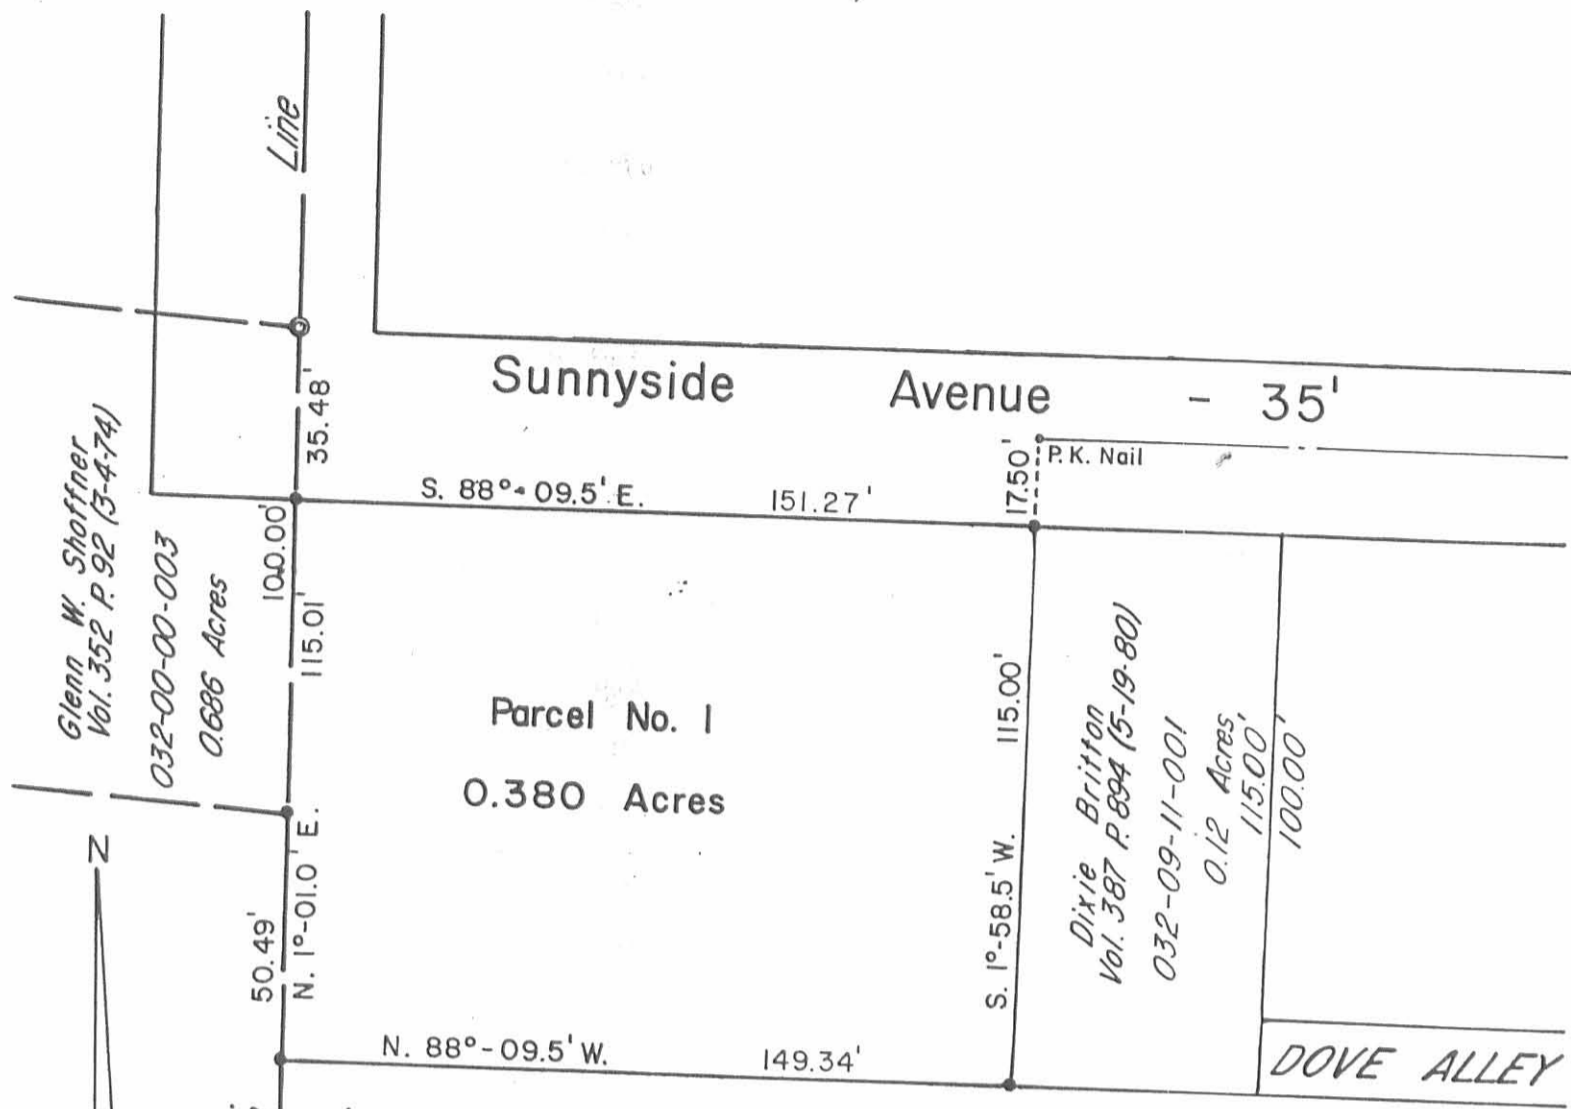 Line
Sunnyside Avenue - 35'
35.48'
17.50'
P.K. Nail
S. 88°-09.5' E. 151.27'
Glenn W. Shoffner
Vol. 352 P. 92 (3-4-74)
032-00-00-003
0.686 Acres
100.00'
115.01'
Parcel No. 1
0.380 Acres
115.00'
S. 1°-58.5' W.
Dixie Britton
Vol. 387 P. 894 (5-19-80)
032-09-11-001
0.12 Acres
115.00'
100.00'
N
50.49'
N. 1°-01.0' E.
N. 88°-09.5' W. 149.34'
DOVE ALLEY